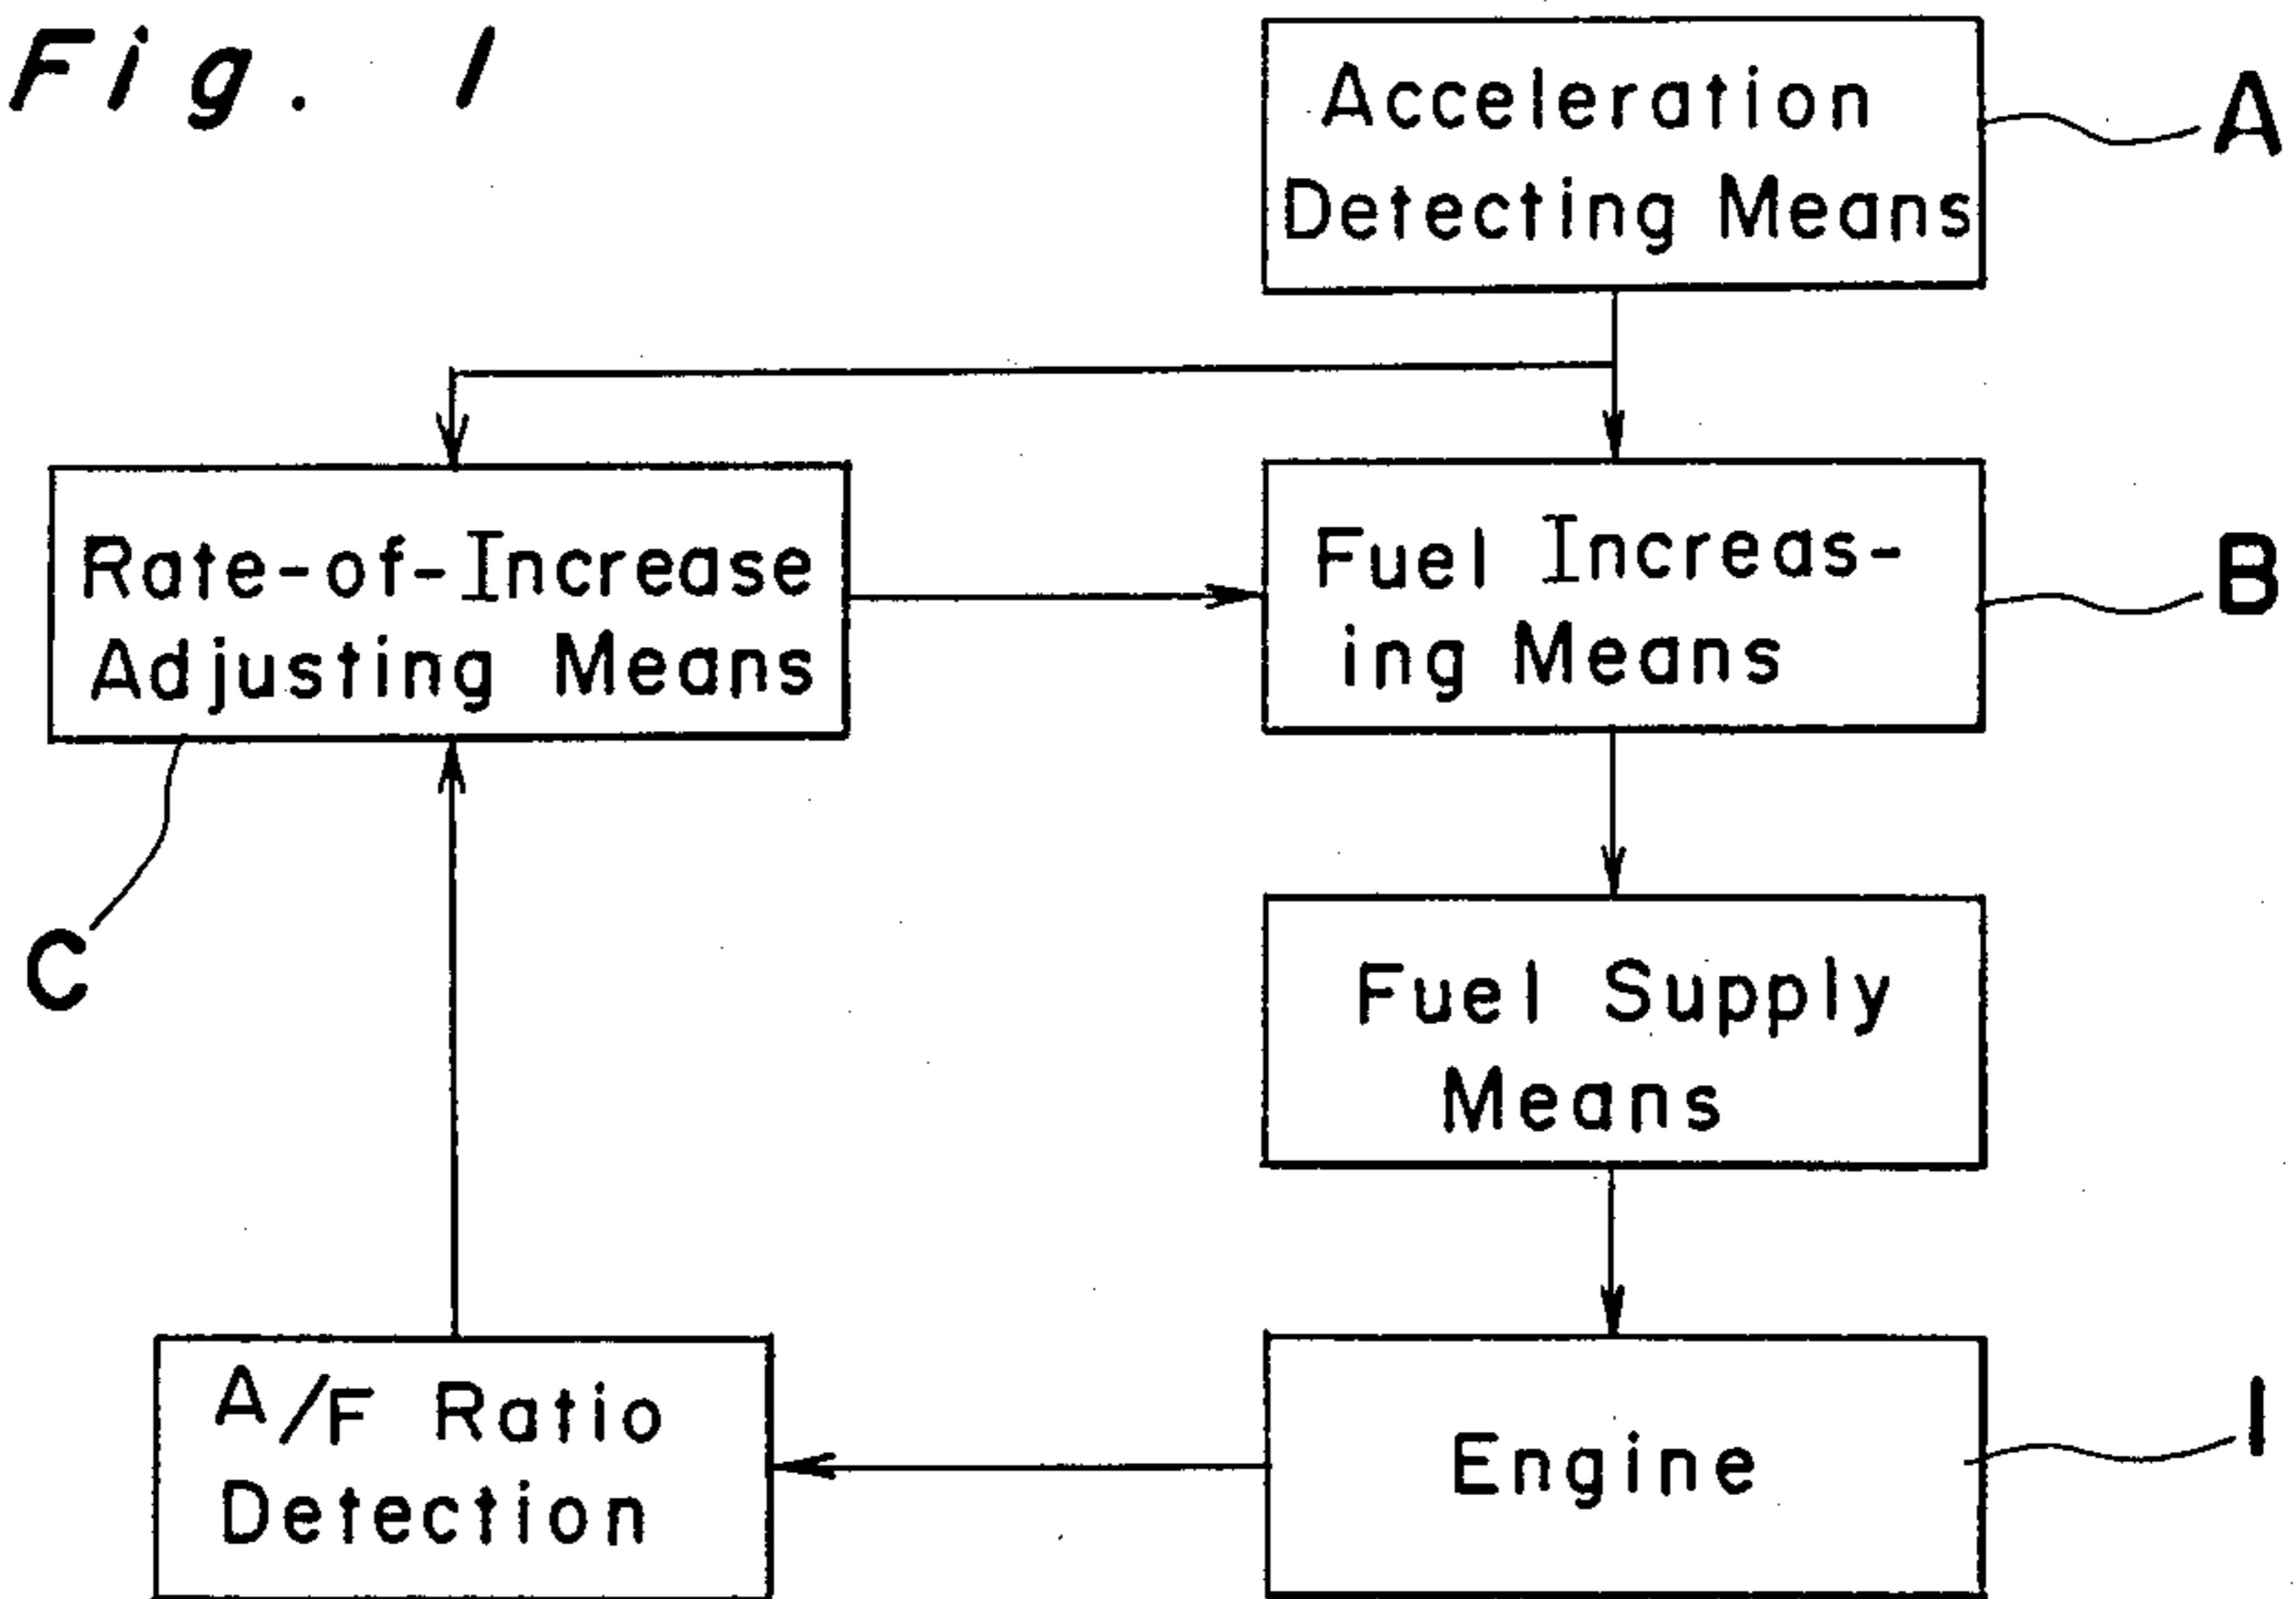 Fig. 1
Acceleration
Detecting Means
A
Rate-of-Increase
Adjusting Means
C
Fuel Increas-
ing Means
B
Fuel Supply
Means
A/F Ratio
Detection
Engine
1